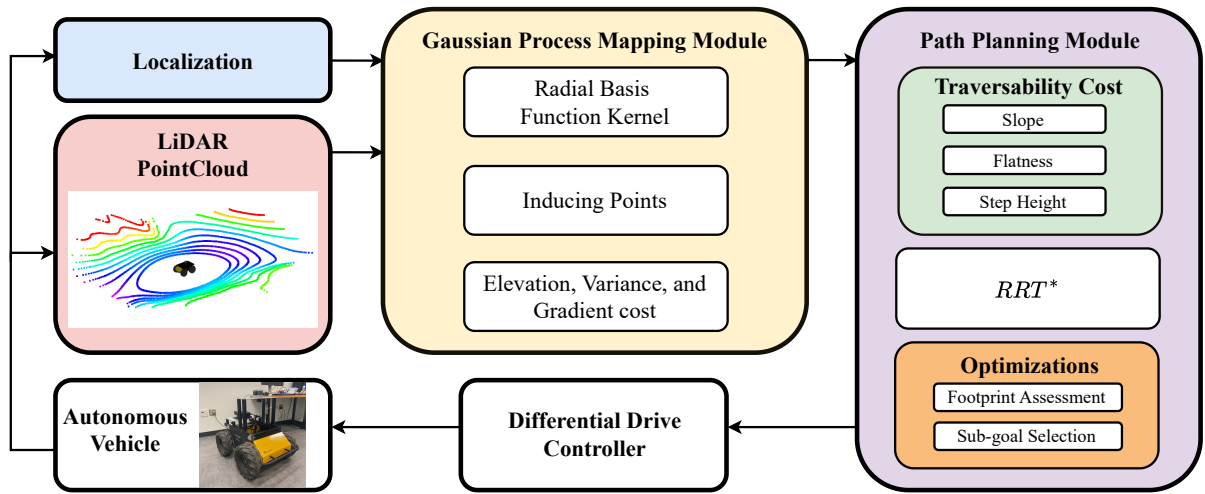 Localization
LiDAR
PointCloud
Gaussian Process Mapping Module
Radial Basis
Function Kernel
Inducing Points
Elevation, Variance, and
Gradient cost
Path Planning Module
Traversability Cost
Slope
Flatness
Step Height
RRT*
Optimizations
Footprint Assessment
Sub-goal Selection
Differential Drive
Controller
Autonomous
Vehicle